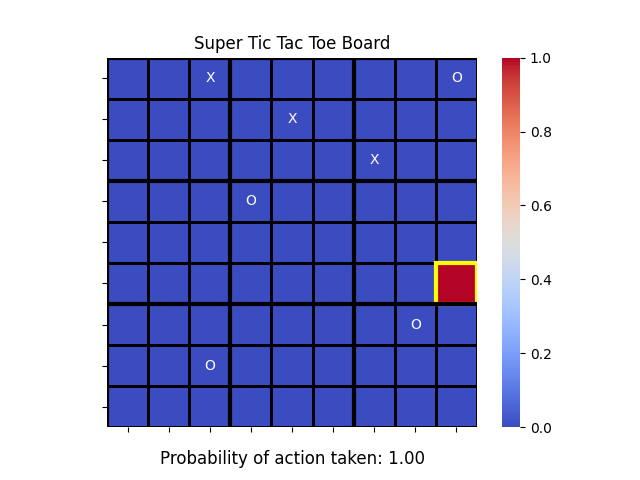 Super Tic Tac Toe Board
X O
X
X
O
O
O
1.0
0.8
0.6
0.4
0.2
0.0
Probability of action taken: 1.00